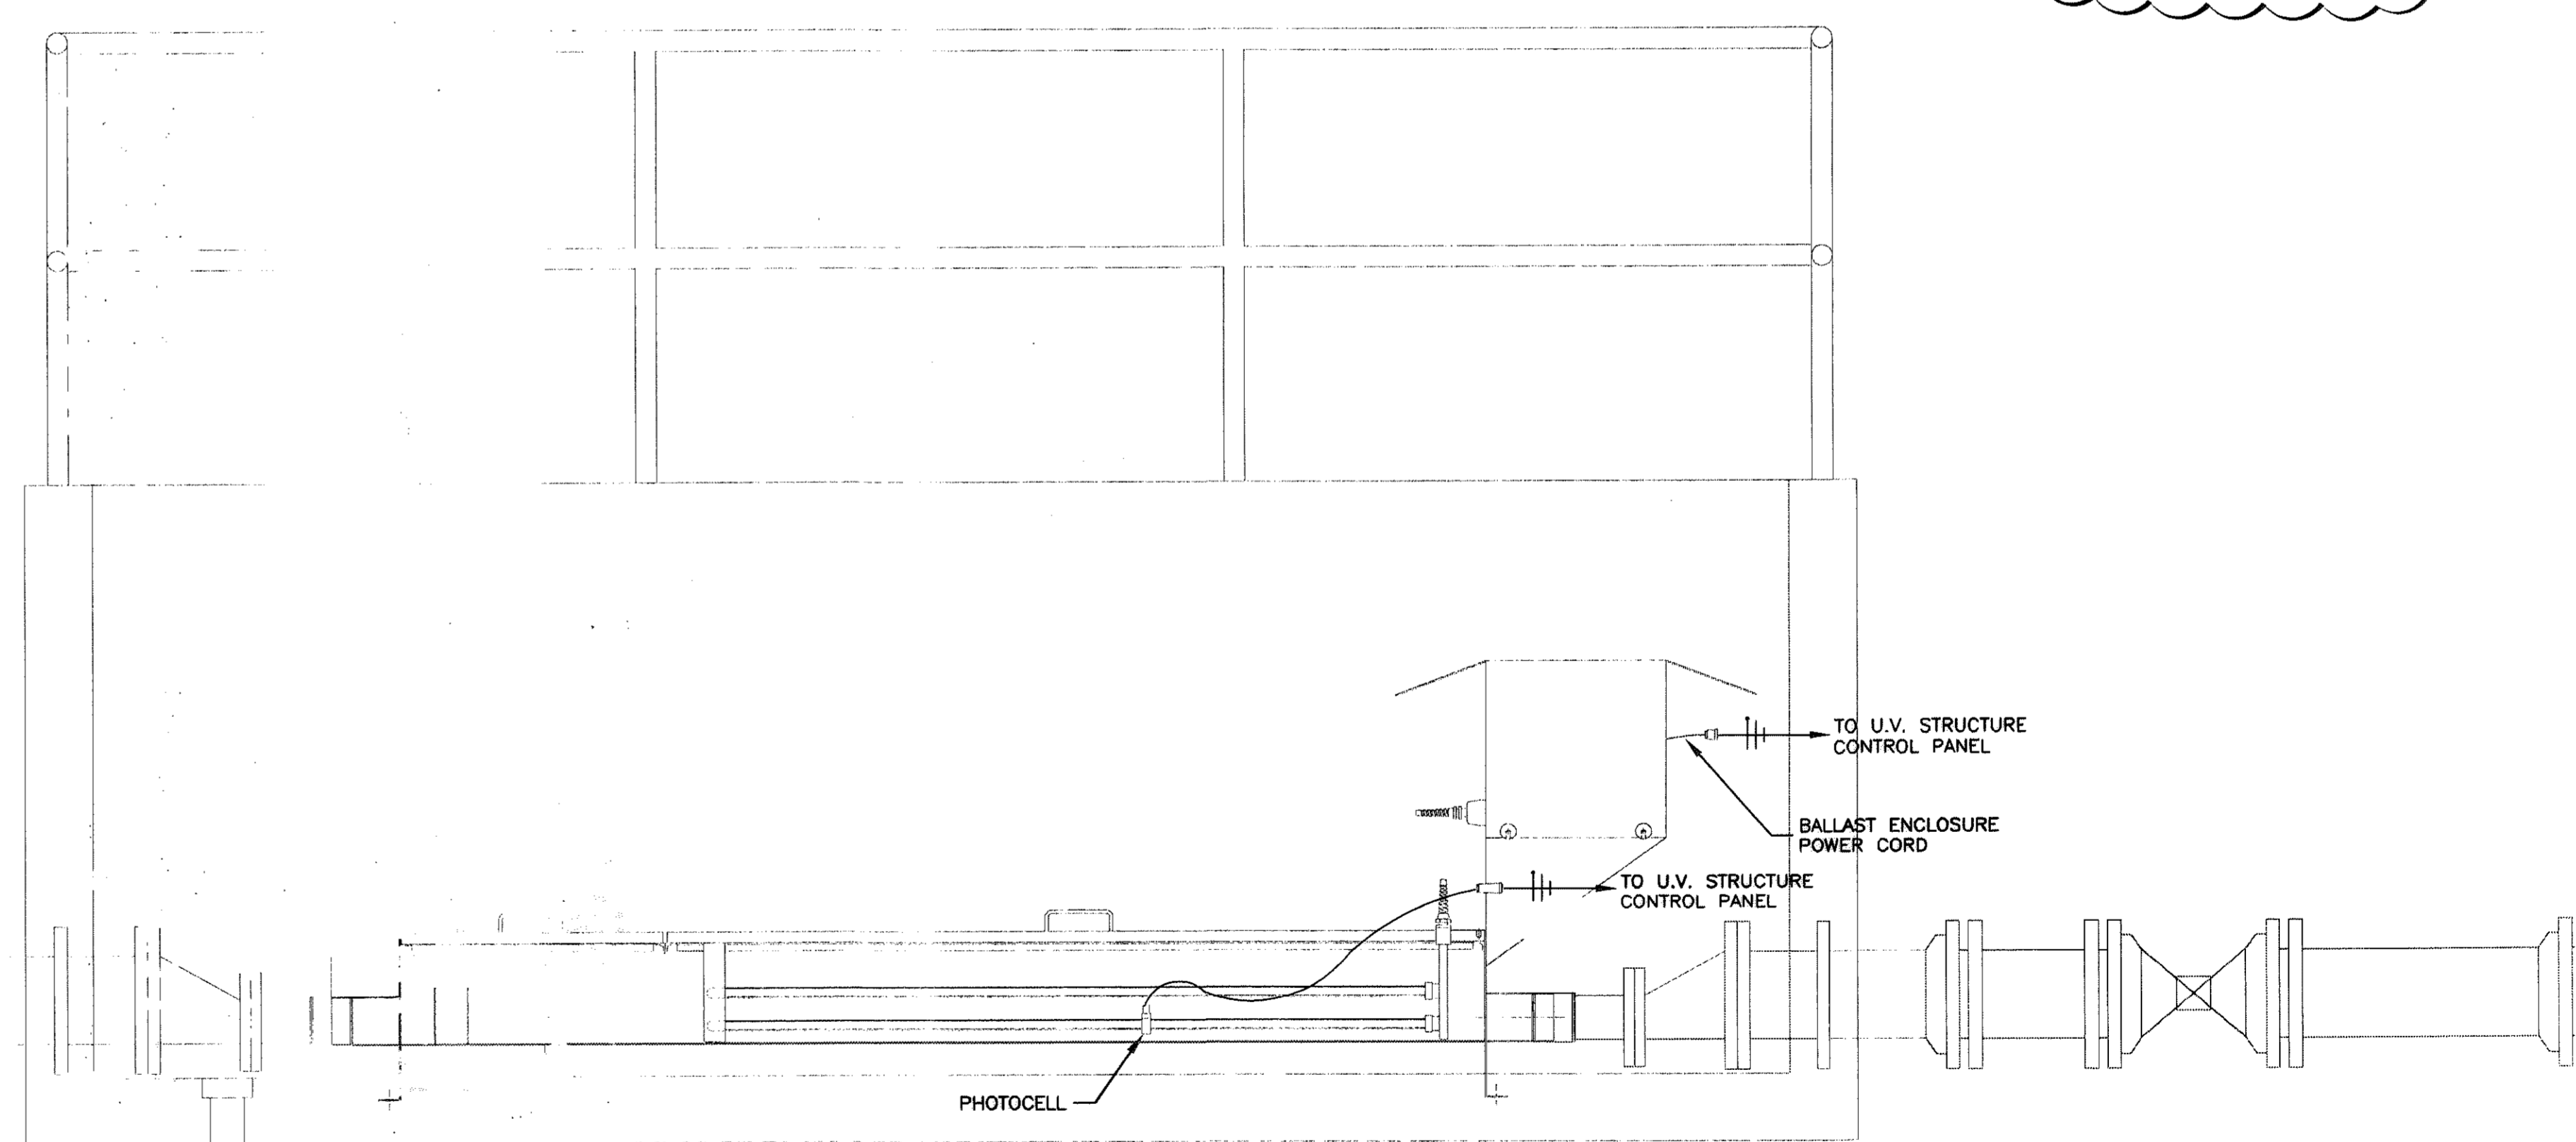 TO U.V. STRUCTURE
CONTROL PANEL
BALLAST ENCLOSURE
POWER CORD
TO U.V. STRUCTURE
CONTROL PANEL
PHOTOCELL